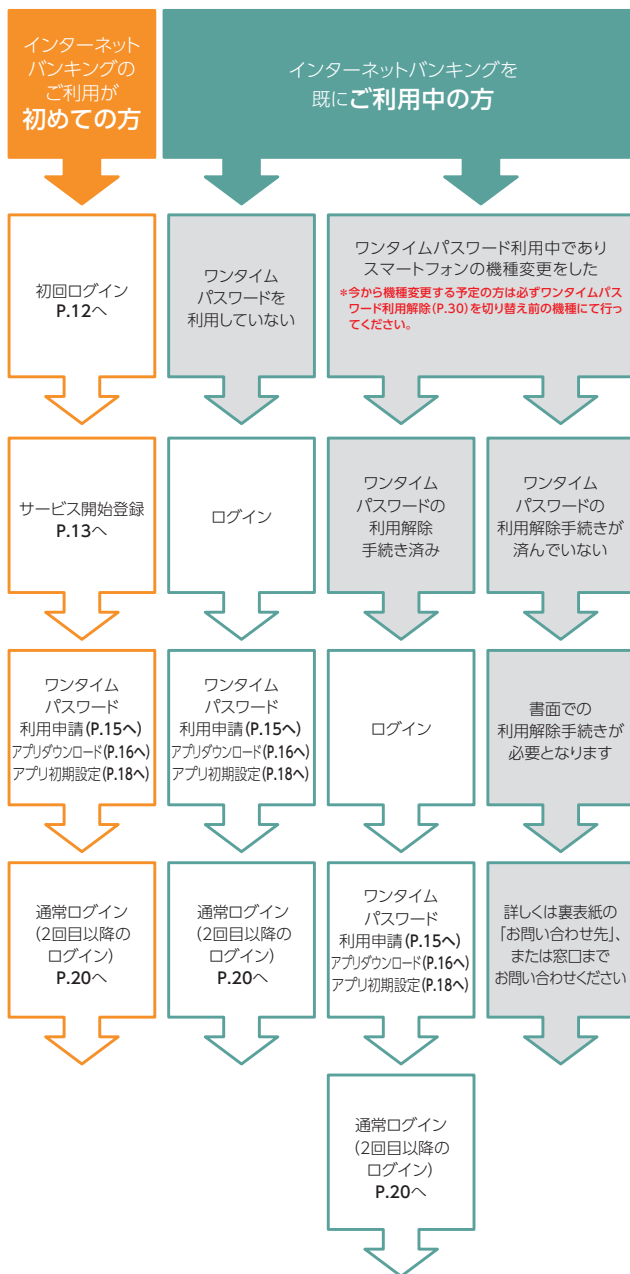 インターネット
バンキングの
ご利用が
初めての方
インターネットバンキングを
既にご利用中の方
初回ログイン
P.12へ
ワンタイム
パスワードを
利用していない
ワンタイムパスワード利用中であり
スマートフォンの機種変更をした
*今から機種変更する予定の方は必ずワンタイムパス
ワード利用解除(P.30)を切り替え前の機種にて行っ
てください。
サービス開始登録
P.13へ
ログイン
ワンタイム
パスワードの
利用解除
手続き済み
ワンタイム
パスワードの
利用解除手続きが
済んでいない
ワンタイム
パスワード
利用申請(P.15へ)
アプリダウンロード(P.16へ)
アプリ初期設定(P.18へ)
ワンタイム
パスワード
利用申請(P.15へ)
アプリダウンロード(P.16へ)
アプリ初期設定(P.18へ)
ログイン
書面での
利用解除手続きが
必要となります
通常ログイン
(2回目以降の
ログイン)
P.20へ
通常ログイン
(2回目以降の
ログイン)
P.20へ
ワンタイム
パスワード
利用申請(P.15へ)
アプリダウンロード(P.16へ)
アプリ初期設定(P.18へ)
詳しくは裏表紙の
「お問い合わせ先」、
または窓口まで
お問い合わせください
通常ログイン
(2回目以降の
ログイン)
P.20へ